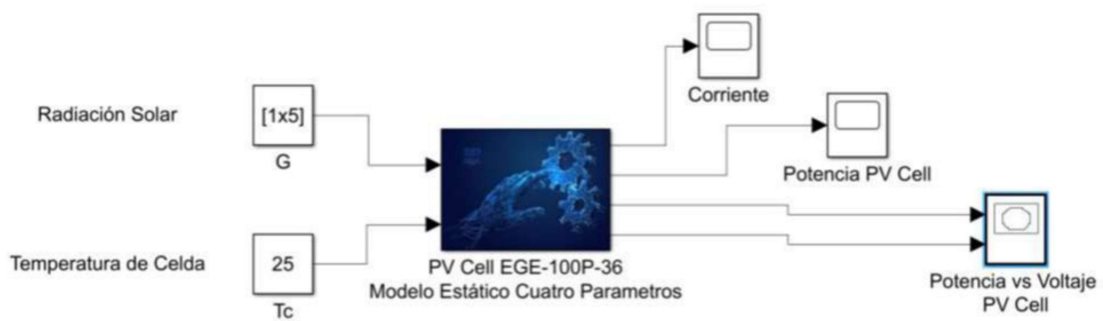 Corriente
Radiación Solar
[1x5]
G
Potencia PV Cell
Temperatura de Celda
25
Tc
PV Cell EGE-100P-36
Modelo Estático Cuatro Parametros
Potencia vs Voltaje
PV Cell